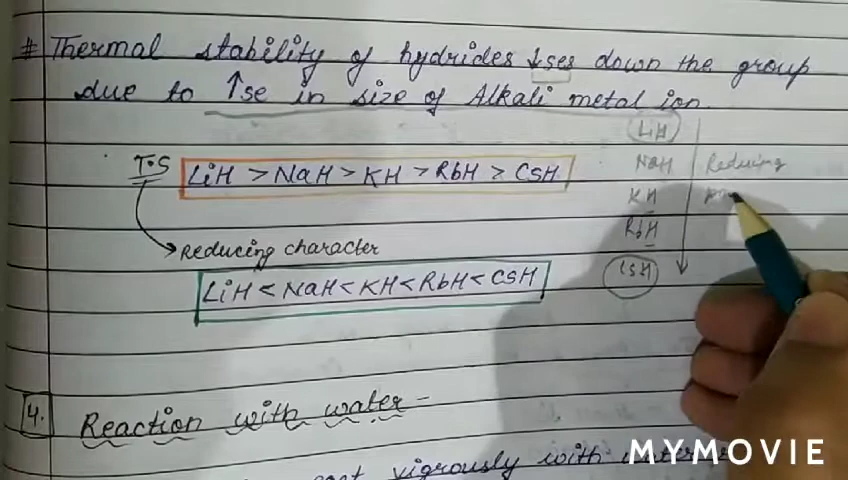 # Thermal stability of hydrides ↓ses down the group
due to ↑se in size of Alkali metal ion.
T.S LiH > NaH > KH > RbH > CSH
Reducing character
LiH < NaH < KH < RbH < CSH
LiH
NaH Reducing
KH
RbH
CSH
4. Reaction with water -
vigrously with
MYMOVIE